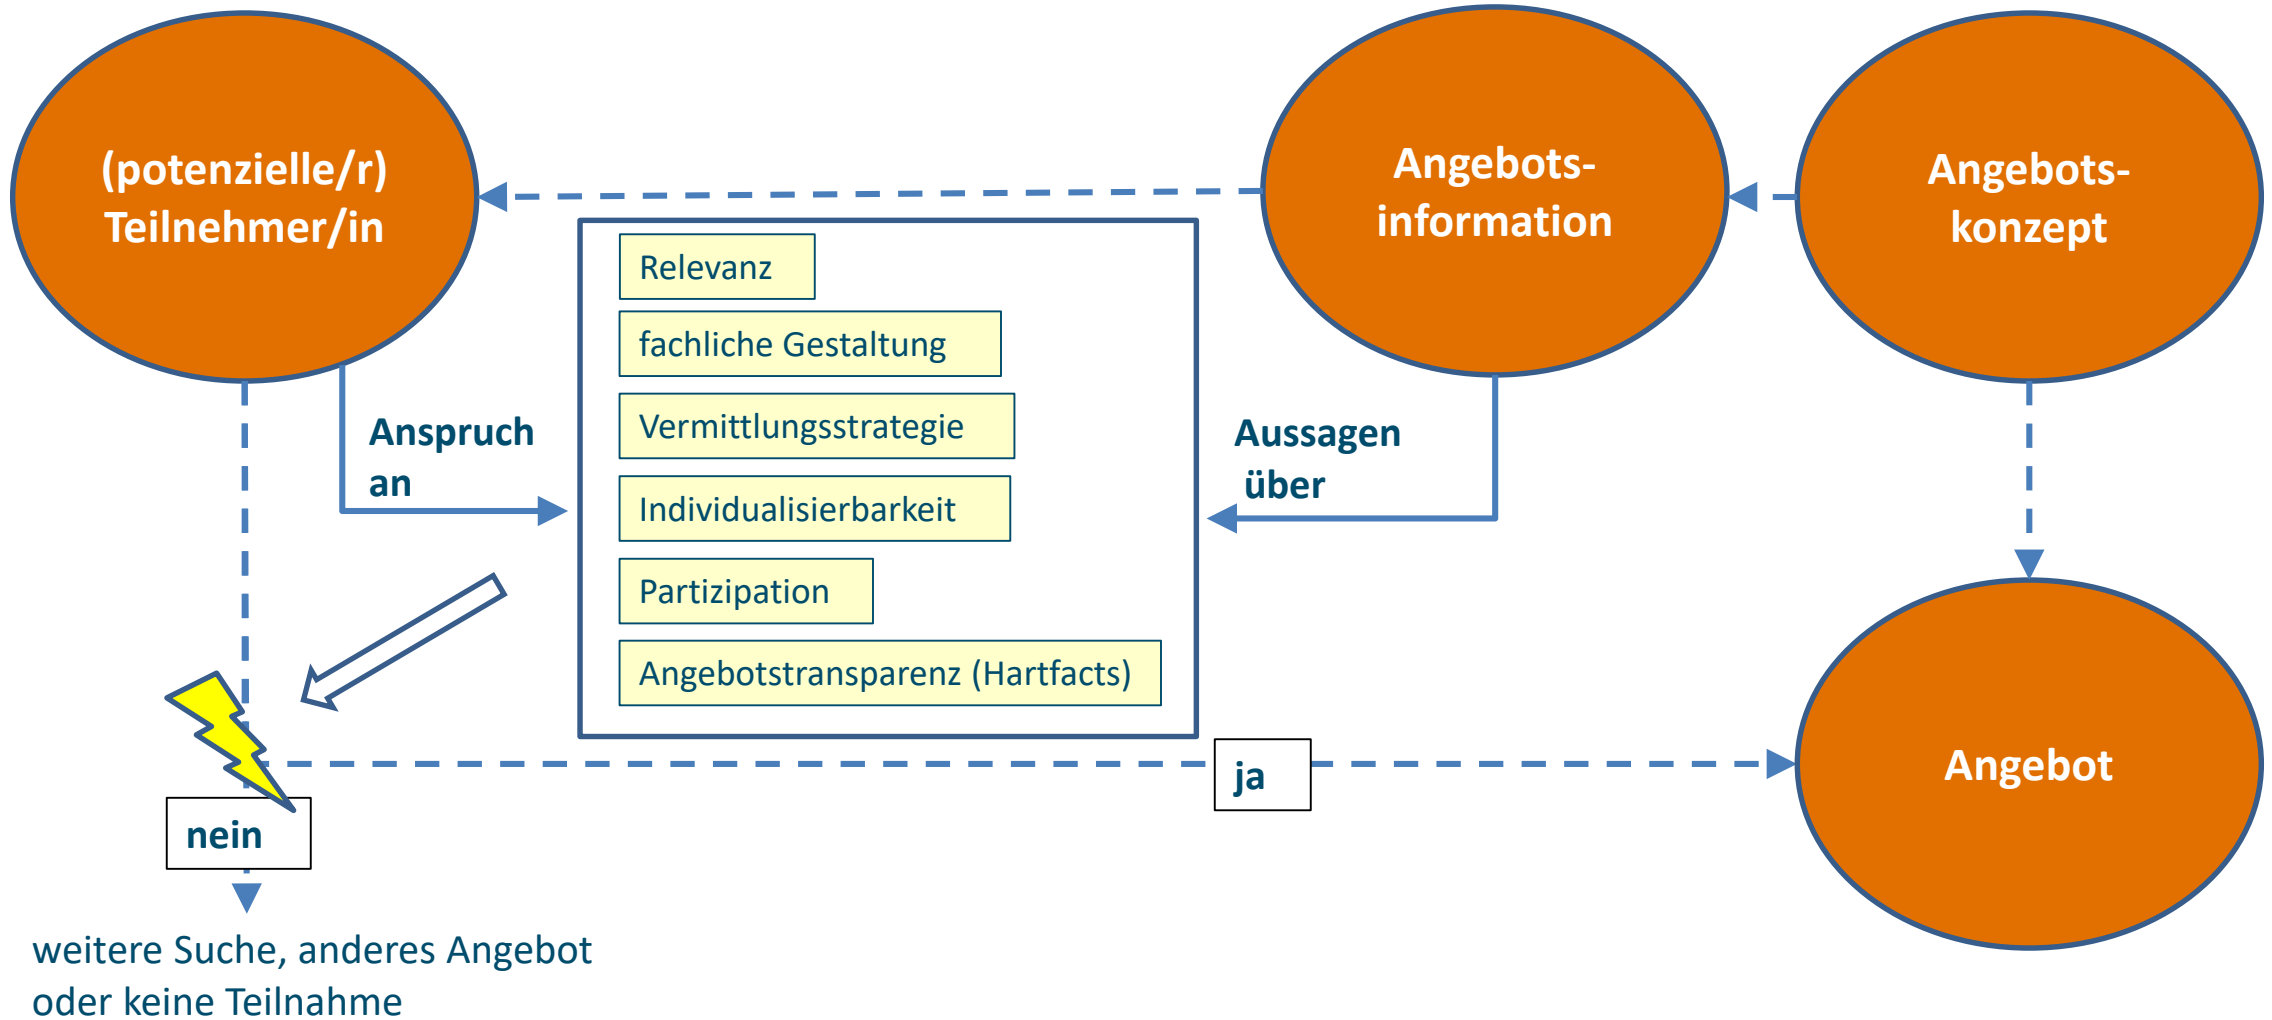 (potenzielle/r)
Teilnehmer/in
Angebots-
information
Angebots-
konzept
Relevanz
fachliche Gestaltung
Vermittlungsstrategie
Individualisierbarkeit
Partizipation
Angebotstransparenz (Hartfacts)
Anspruch
an
Aussagen
über
ja
Angebot
nein
weitere Suche, anderes Angebot
oder keine Teilnahme